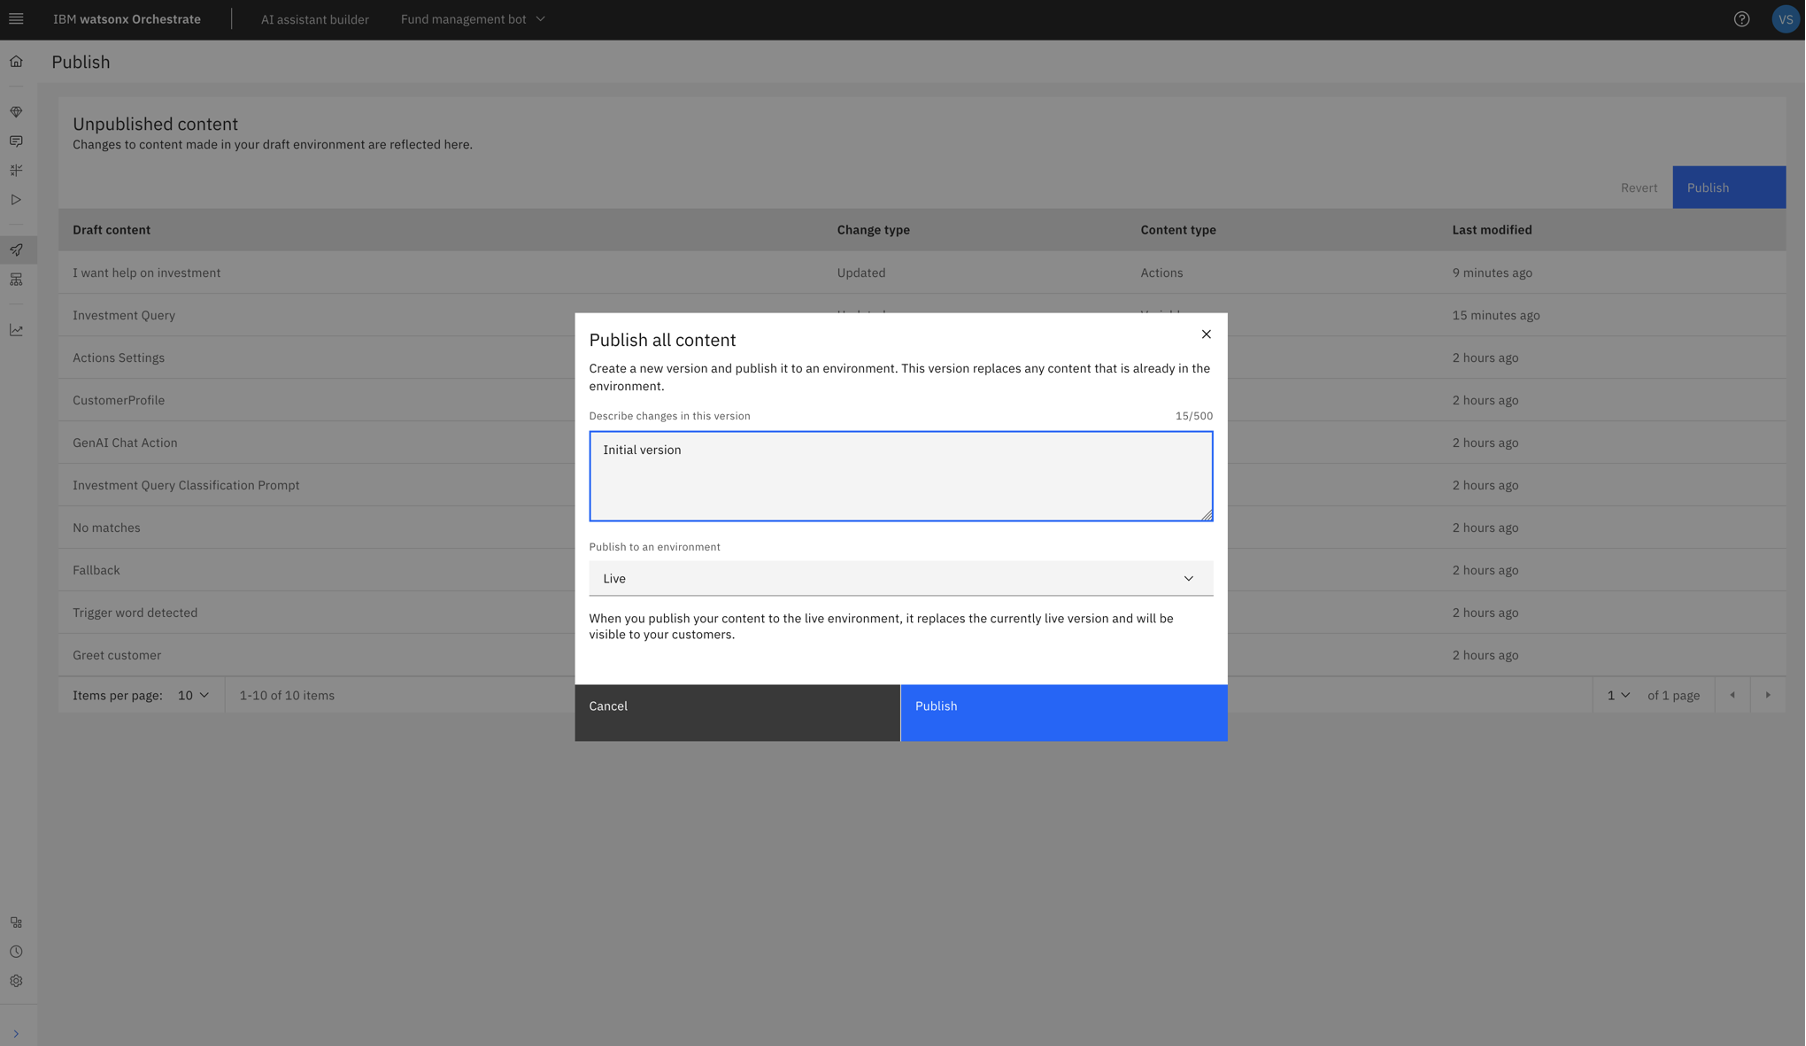 IBM watsonx Orchestrate
AI assistant builder
Fund management bot
VS
Publish
Unpublished content
Changes to content made in your draft environment are reflected here.
Revert
Publish
Draft content Change type Content type Last modified
I want help on investment Updated Actions 9 minutes ago
Investment Query 15 minutes ago
Actions Settings 2 hours ago
CustomerProfile 2 hours ago
GenAI Chat Action 2 hours ago
Investment Query Classification Prompt 2 hours ago
No matches 2 hours ago
Fallback 2 hours ago
Trigger word detected 2 hours ago
Greet customer 2 hours ago
Items per page: 10 1-10 of 10 items 1 of 1 page
Publish all content
Create a new version and publish it to an environment. This version replaces any content that is already in the
environment.
Describe changes in this version 15/500
Initial version
Publish to an environment
Live
When you publish your content to the live environment, it replaces the currently live version and will be
visible to your customers.
Cancel
Publish